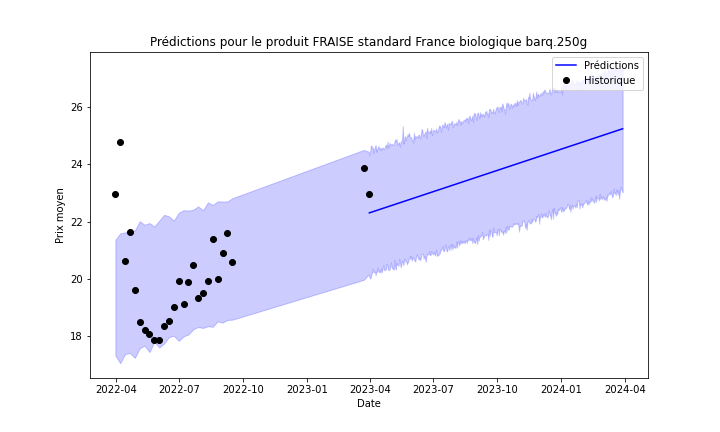 Prédictions pour le produit FRAISE standard France biologique barq.250g
Prédictions
Historique
Prix moyen
26
24
22
20
18
2022-04 2022-07 2022-10 2023-01 2023-04 2023-07 2023-10 2024-01 2024-04
Date